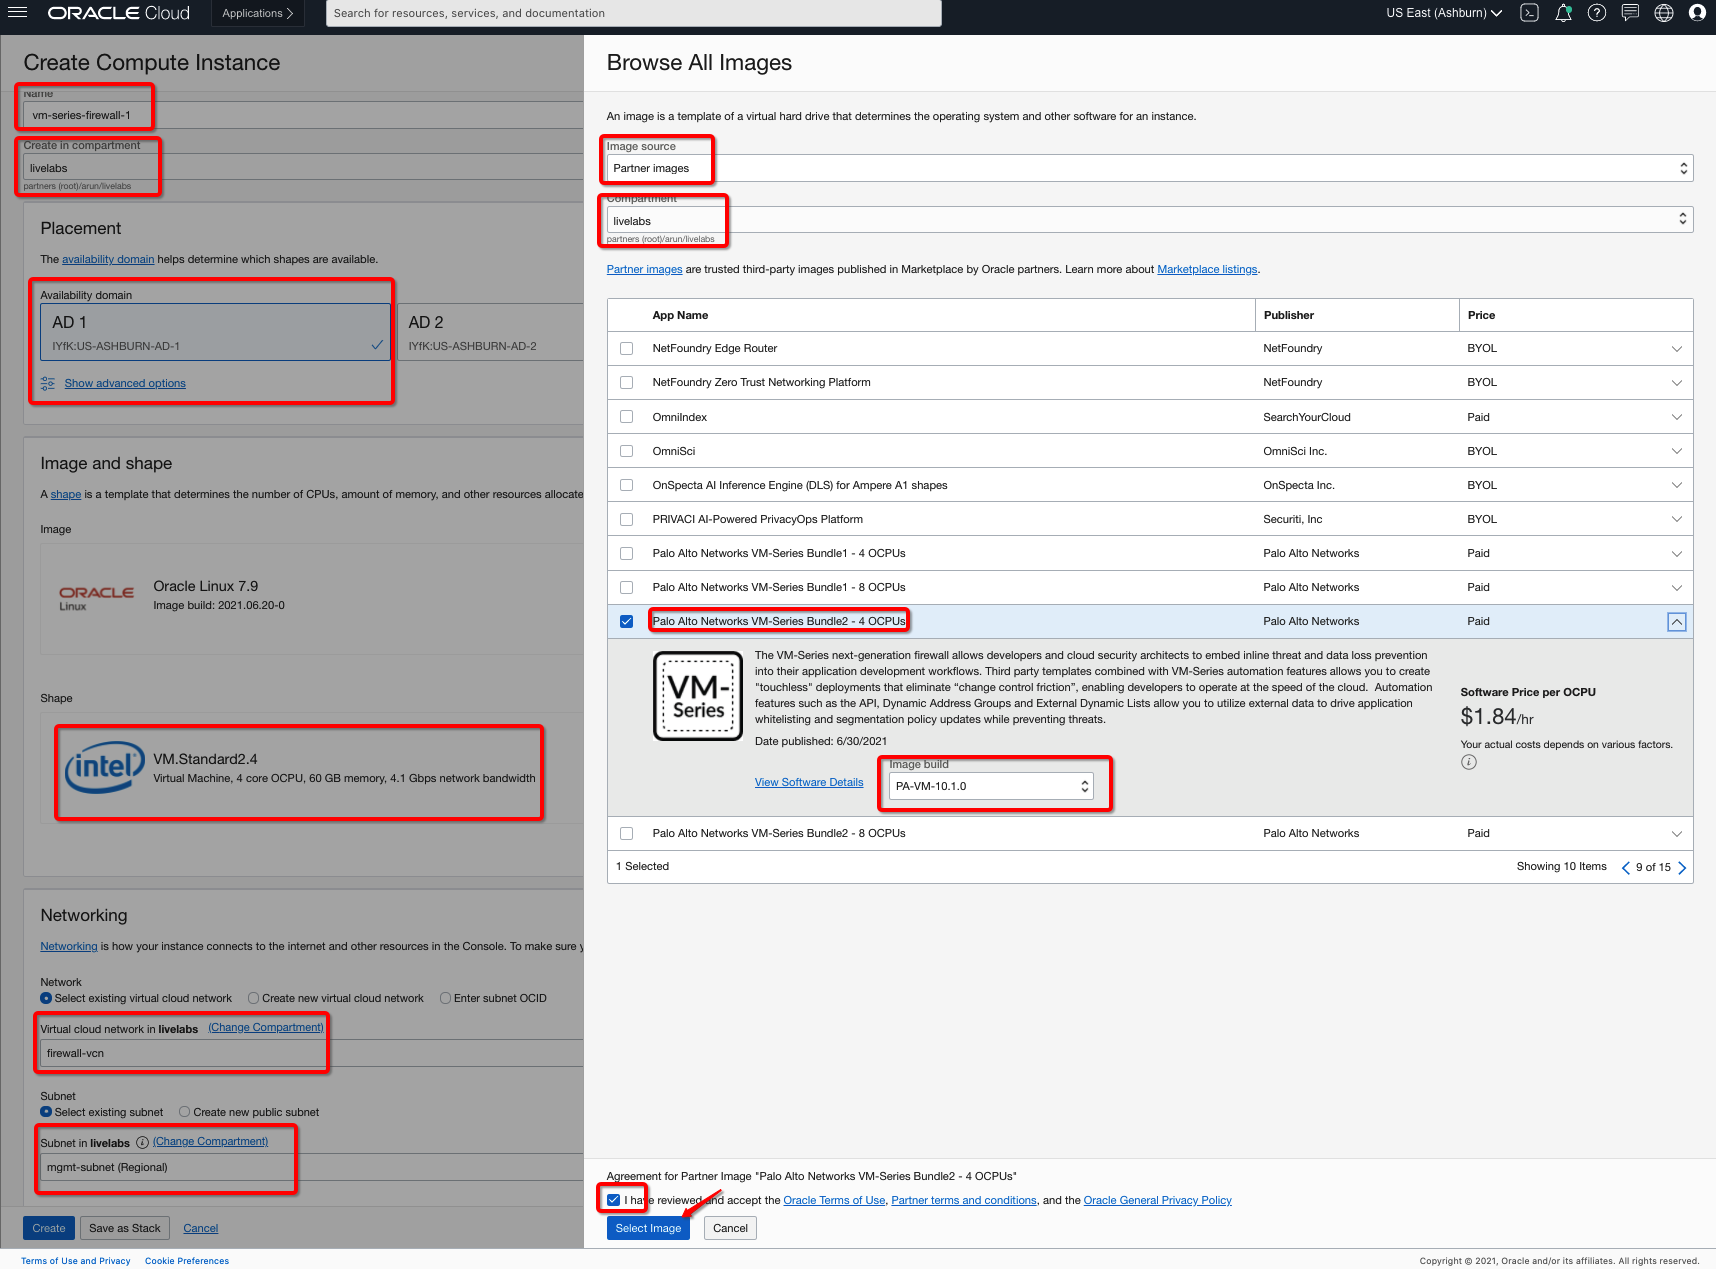 ORACLE Cloud
Applications
Search for resources, services, and documentation
US East (Ashburn)
Create Compute Instance
Name
vm-series-firewall-1
Create in compartment
livelabs
partners (root)/arun/livelabs
Placement
The availability domain helps determine which shapes are available.
Availability domain
AD 1
IYfK:US-ASHBURN-AD-1
AD 2
IYfK:US-ASHBURN-AD-2
Show advanced options
Image and shape
A shape is a template that determines the number of CPUs, amount of memory, and other resources allocate
Image
ORACLE
Linux
Oracle Linux 7.9
Image build: 2021.06.20-0
Shape
intel
VM.Standard2.4
Virtual Machine, 4 core OCPU, 60 GB memory, 4.1 Gbps network bandwidth
Networking
Networking is how your instance connects to the internet and other resources in the Console. To make sure y
Network
Select existing virtual cloud network
Create new virtual cloud network
Enter subnet OCID
Virtual cloud network in livelabs (Change Compartment)
firewall-vcn
Subnet
Select existing subnet
Create new public subnet
Subnet in livelabs (Change Compartment)
mgmt-subnet (Regional)
Create
Save as Stack
Cancel
Browse All Images
An image is a template of a virtual hard drive that determines the operating system and other software for an instance.
Image source
Partner images
Compartment
livelabs
partners (root)/arun/livelabs
Partner images are trusted third-party images published in Marketplace by Oracle partners. Learn more about Marketplace listings.
App Name Publisher Price
NetFoundry Edge Router NetFoundry BYOL
NetFoundry Zero Trust Networking Platform NetFoundry BYOL
OmniIndex SearchYourCloud Paid
OmniSci OmniSci Inc. BYOL
OnSpecta AI Inference Engine (DLS) for Ampere A1 shapes OnSpecta Inc. BYOL
PRIVACI AI-Powered PrivacyOps Platform Securiti, Inc BYOL
Palo Alto Networks VM-Series Bundle1 - 4 OCPUs Palo Alto Networks Paid
Palo Alto Networks VM-Series Bundle1 - 8 OCPUs Palo Alto Networks Paid
Palo Alto Networks VM-Series Bundle2 - 4 OCPUs Palo Alto Networks Paid
VM-
Series
The VM-Series next-generation firewall allows developers and cloud security architects to embed inline threat and data loss prevention
into their application development workflows. Third party templates combined with VM-Series automation features allows you to create
"touchless" deployments that eliminate “change control friction”, enabling developers to operate at the speed of the cloud. Automation
features such as the API, Dynamic Address Groups and External Dynamic Lists allow you to utilize external data to drive application
whitelisting and segmentation policy updates while preventing threats.
Date published: 6/30/2021
View Software Details
Image build
PA-VM-10.1.0
Software Price per OCPU
$1.84/hr
Your actual costs depends on various factors.
Palo Alto Networks VM-Series Bundle2 - 8 OCPUs Palo Alto Networks Paid
1 Selected
Showing 10 Items
9 of 15
Agreement for Partner Image "Palo Alto Networks VM-Series Bundle2 - 4 OCPUs"
I have reviewed and accept the Oracle Terms of Use, Partner terms and conditions, and the Oracle General Privacy Policy
Select Image
Cancel
Terms of Use and Privacy
Cookie Preferences
Copyright © 2021, Oracle and/or its affiliates. All rights reserved.